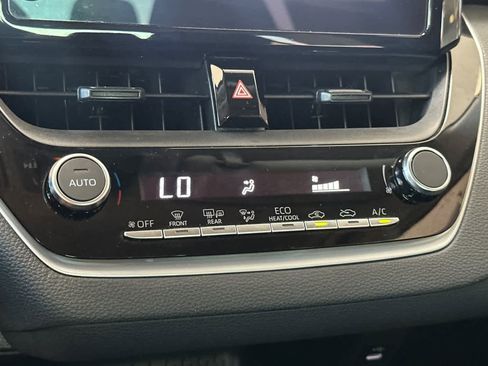 AUTO
LO
OFF
FRONT
REAR
ECO
HEAT/COOL
A/C